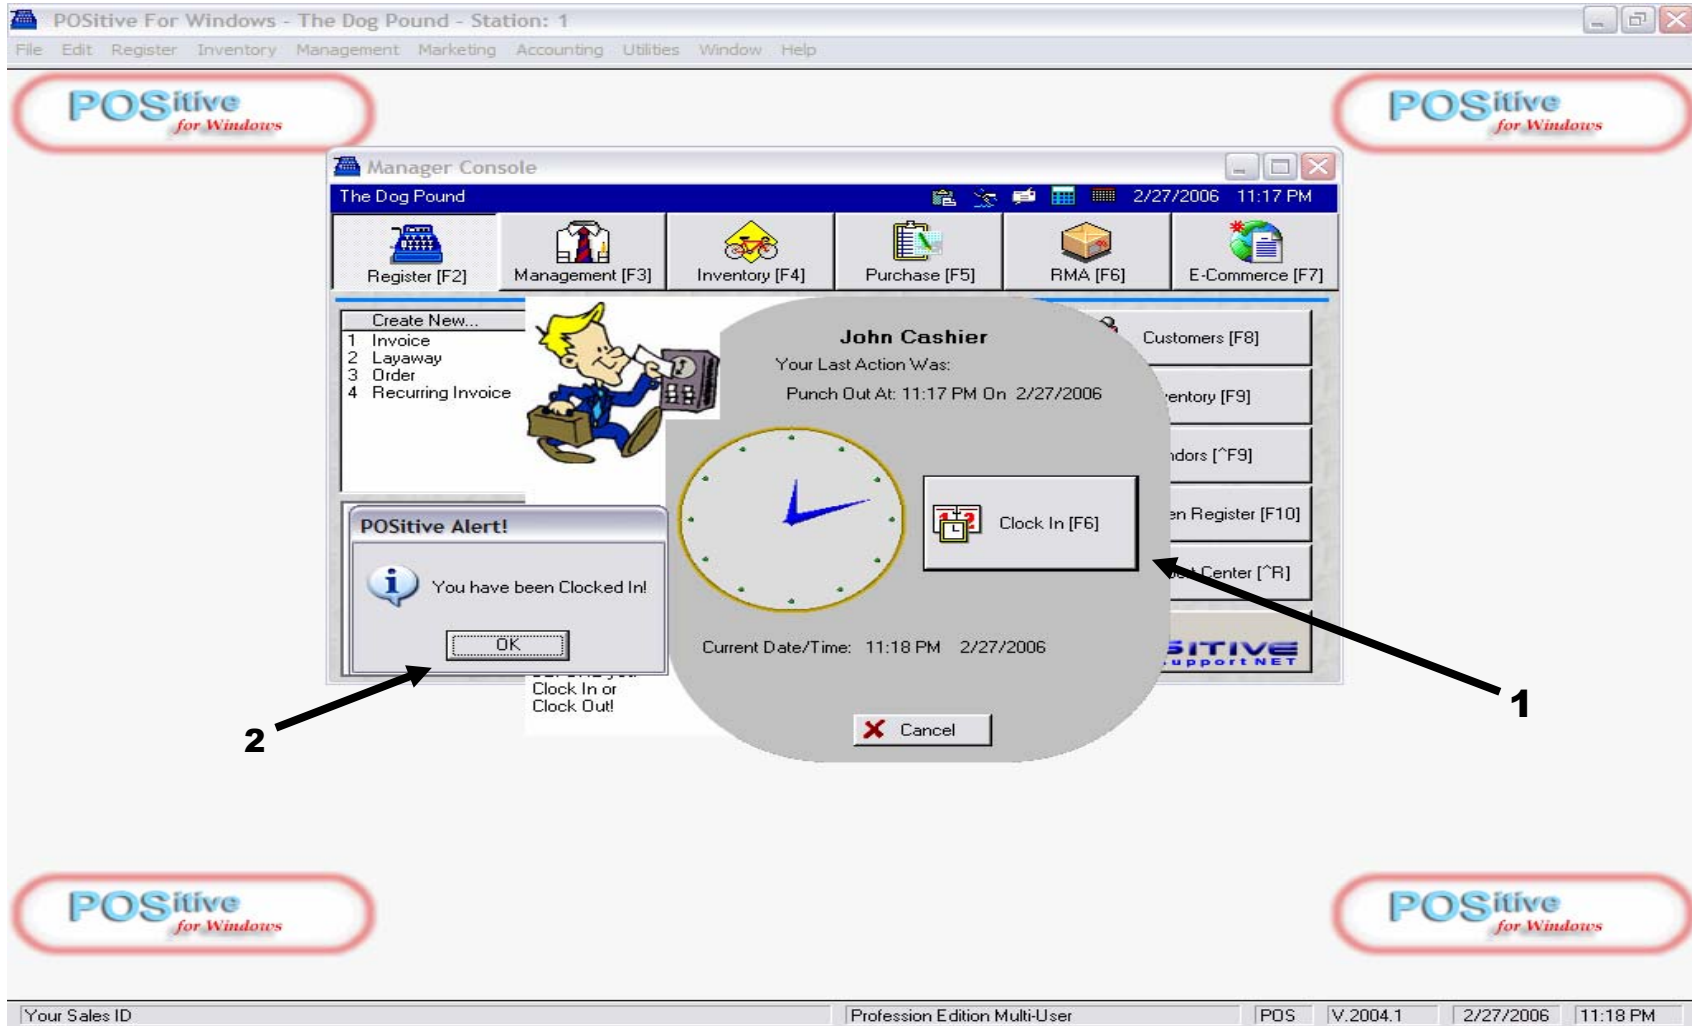 POSitive For Windows - The Dog Pound - Station: 1
File Edit Register Inventory Management Marketing Accounting Utilities Window Help
POSitive
for Windows
POSitive
for Windows
Manager Console
The Dog Pound 2/27/2006 11:17 PM
Register [F2] Management [F3] Inventory [F4] Purchase [F5] RMA [F6] E-Commerce [F7]
Create New...
1 Invoice
2 Layaway
3 Order
4 Recurring Invoice
John Cashier
Your Last Action Was:
Punch Out At: 11:17 PM On 2/27/2006
Clock In [F6]
Current Date/Time: 11:18 PM 2/27/2006
Cancel
Customers [F8]
entory [F9]
ndors [^F9]
en Register [F10]
Center [^R]
SITIVE
upport NET
POSitive Alert!
You have been Clocked In!
OK
Clock In or
Clock Out!
1
2
POSitive
for Windows
POSitive
for Windows
Your Sales ID Profession Edition Multi-User POS V.2004.1 2/27/2006 11:18 PM